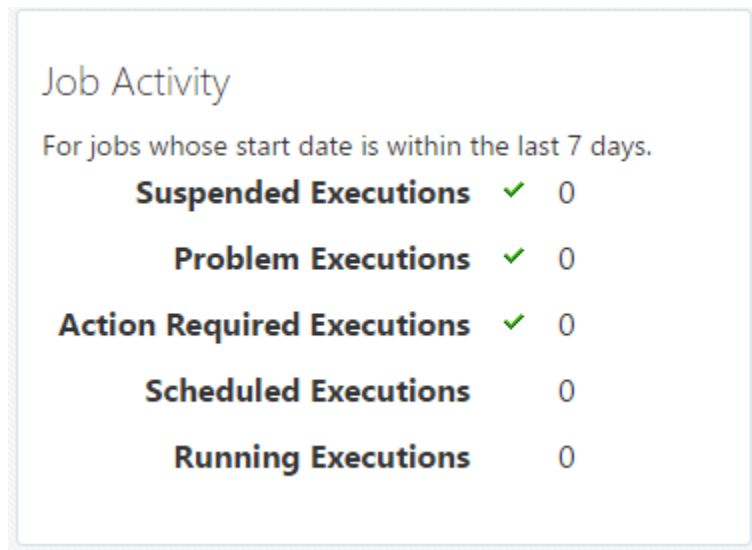 Job Activity
For jobs whose start date is within the last 7 days.
Suspended Executions ✓ 0
Problem Executions ✓ 0
Action Required Executions ✓ 0
Scheduled Executions 0
Running Executions 0